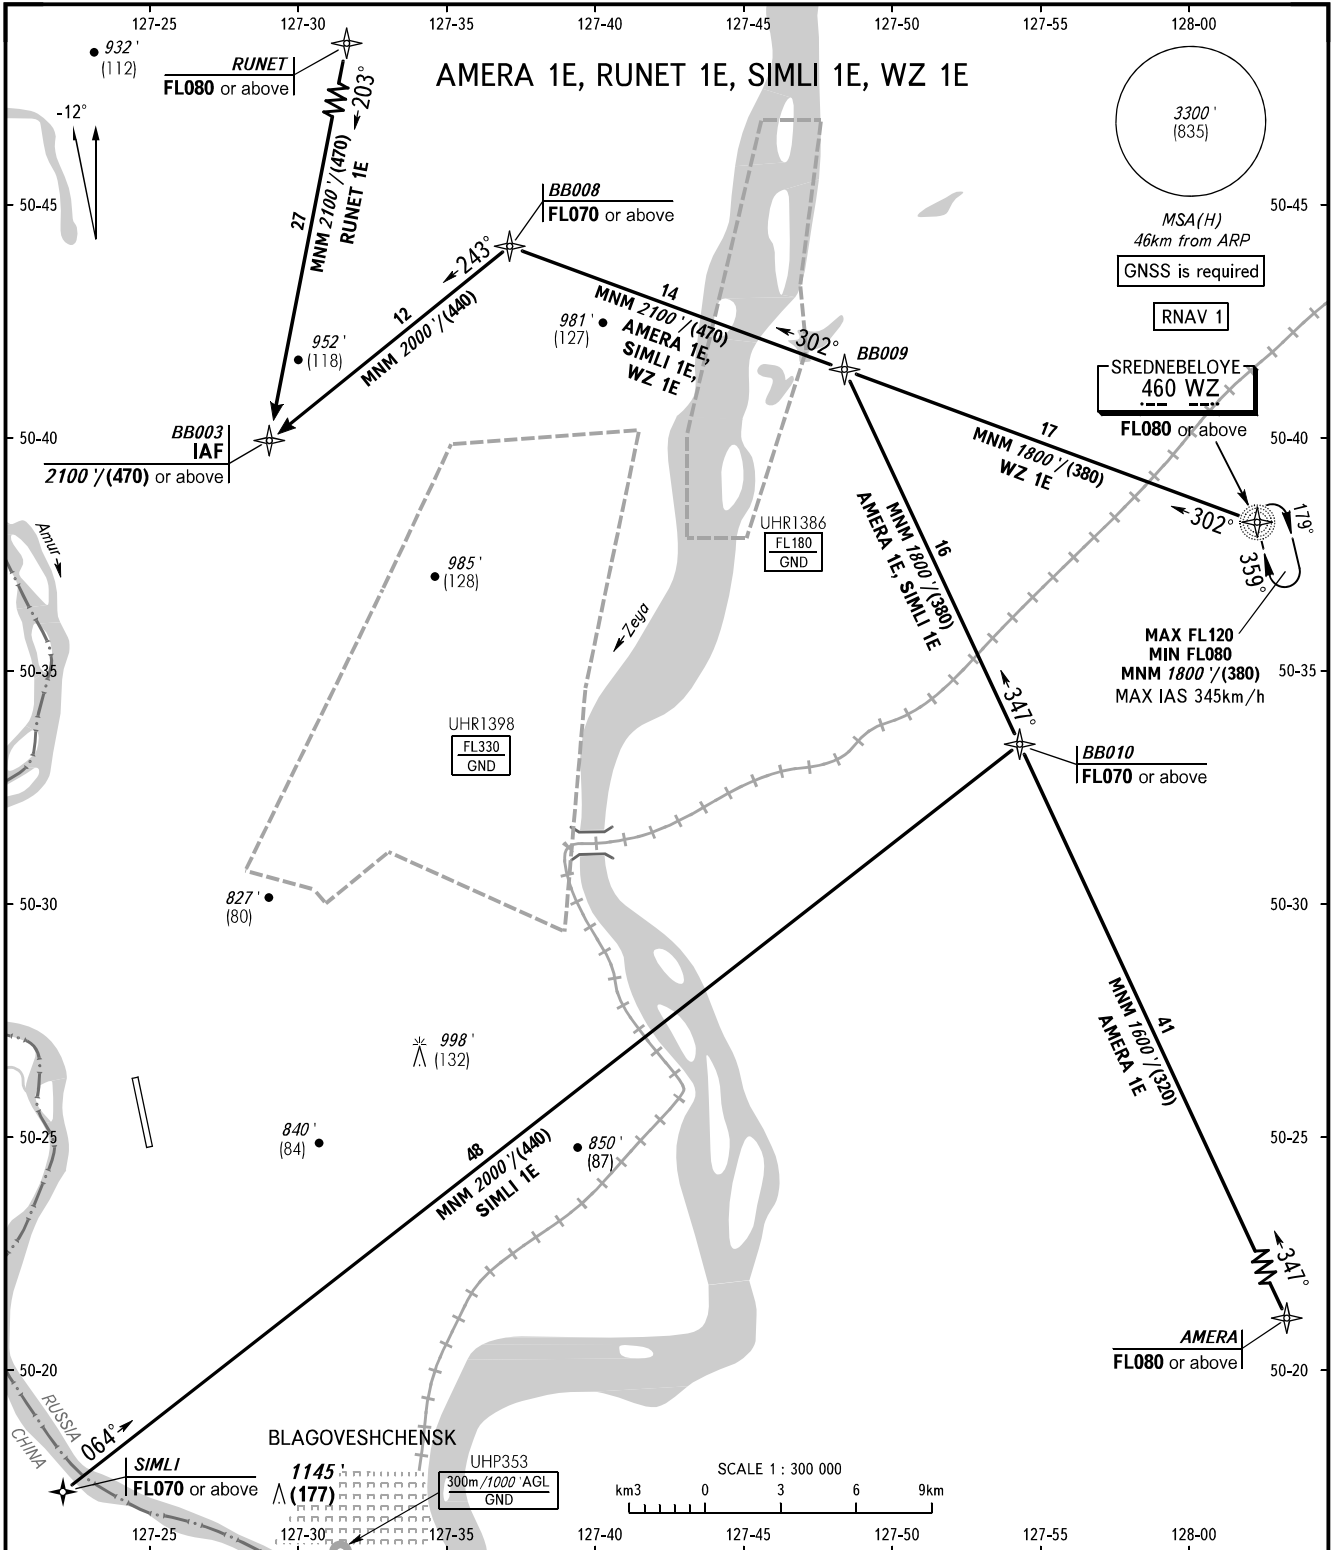 127-25
127-30
127-40
127-45
127-50
127-55
128-00
932'
(112)
RUNET
FL080 or above
203°
AMERA 1E, RUNET 1E, SIMLI 1E, WZ 1E
3300'
(835)
-12°
MNM 2100'/(470)
RUNET 1E
27
BB008
FL070 or above
50-45
50-45
MSA(H)
46km from ARP
GNSS is required
RNAV 1
243°
12
MNM 2000'/(440)
14
MNM 2100'/(470)
AMERA 1E,
SIMLI 1E,
WZ 1E
981'
(127)
952'
(118)
302°
BB009
SREDNEBELOYE
460 WZ
FL080 or above
BB003
IAF
2100'/(470) or above
50-40
50-40
17
MNM 1800'/(380)
WZ 1E
302°
179°
359°
Amur
UHR1386
FL180
GND
16
MNM 1800'/(380)
AMERA 1E, SIMLI 1E
985'
(128)
Zeya
MAX FL120
MIN FL080
MNM 1800'/(380)
MAX IAS 345km/h
50-35
50-35
347°
UHR1398
FL330
GND
BB010
FL070 or above
827'
(80)
50-30
50-30
41
MNM 1600'/(320)
AMERA 1E
998'
(132)
840'
(84)
850'
(87)
50-25
50-25
48
MNM 2000'/(440)
SIMLI 1E
347°
AMERA
FL080 or above
50-20
50-20
RUSSIA
CHINA
064°
SIMLI
FL070 or above
BLAGOVESHCHENSK
1145'
(177)
UHP353
300m/1000'AGL
GND
SCALE 1 : 300 000
km3
0
3
6
9km
127-25
127-30
127-35
127-40
127-45
127-50
127-55
128-00